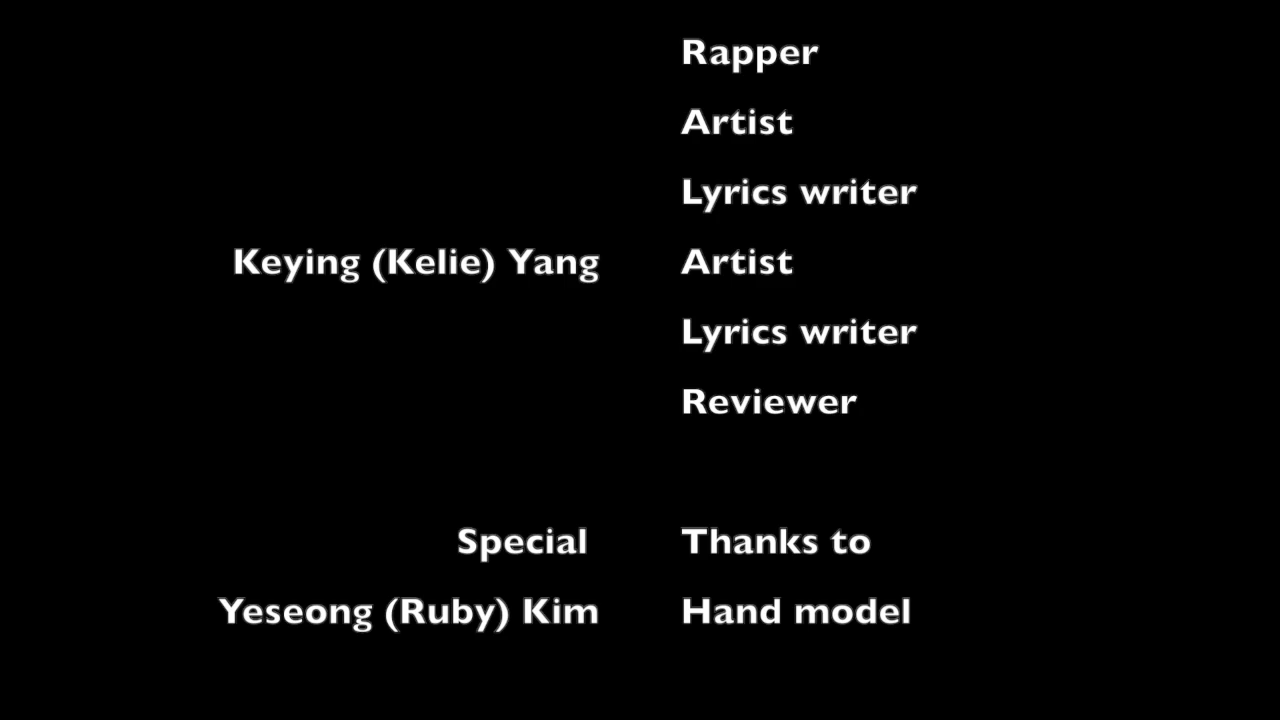 Rapper
Artist
Lyrics writer
Keying (Kelie) Yang Artist
Lyrics writer
Reviewer
Special Thanks to
Yeseong (Ruby) Kim Hand model